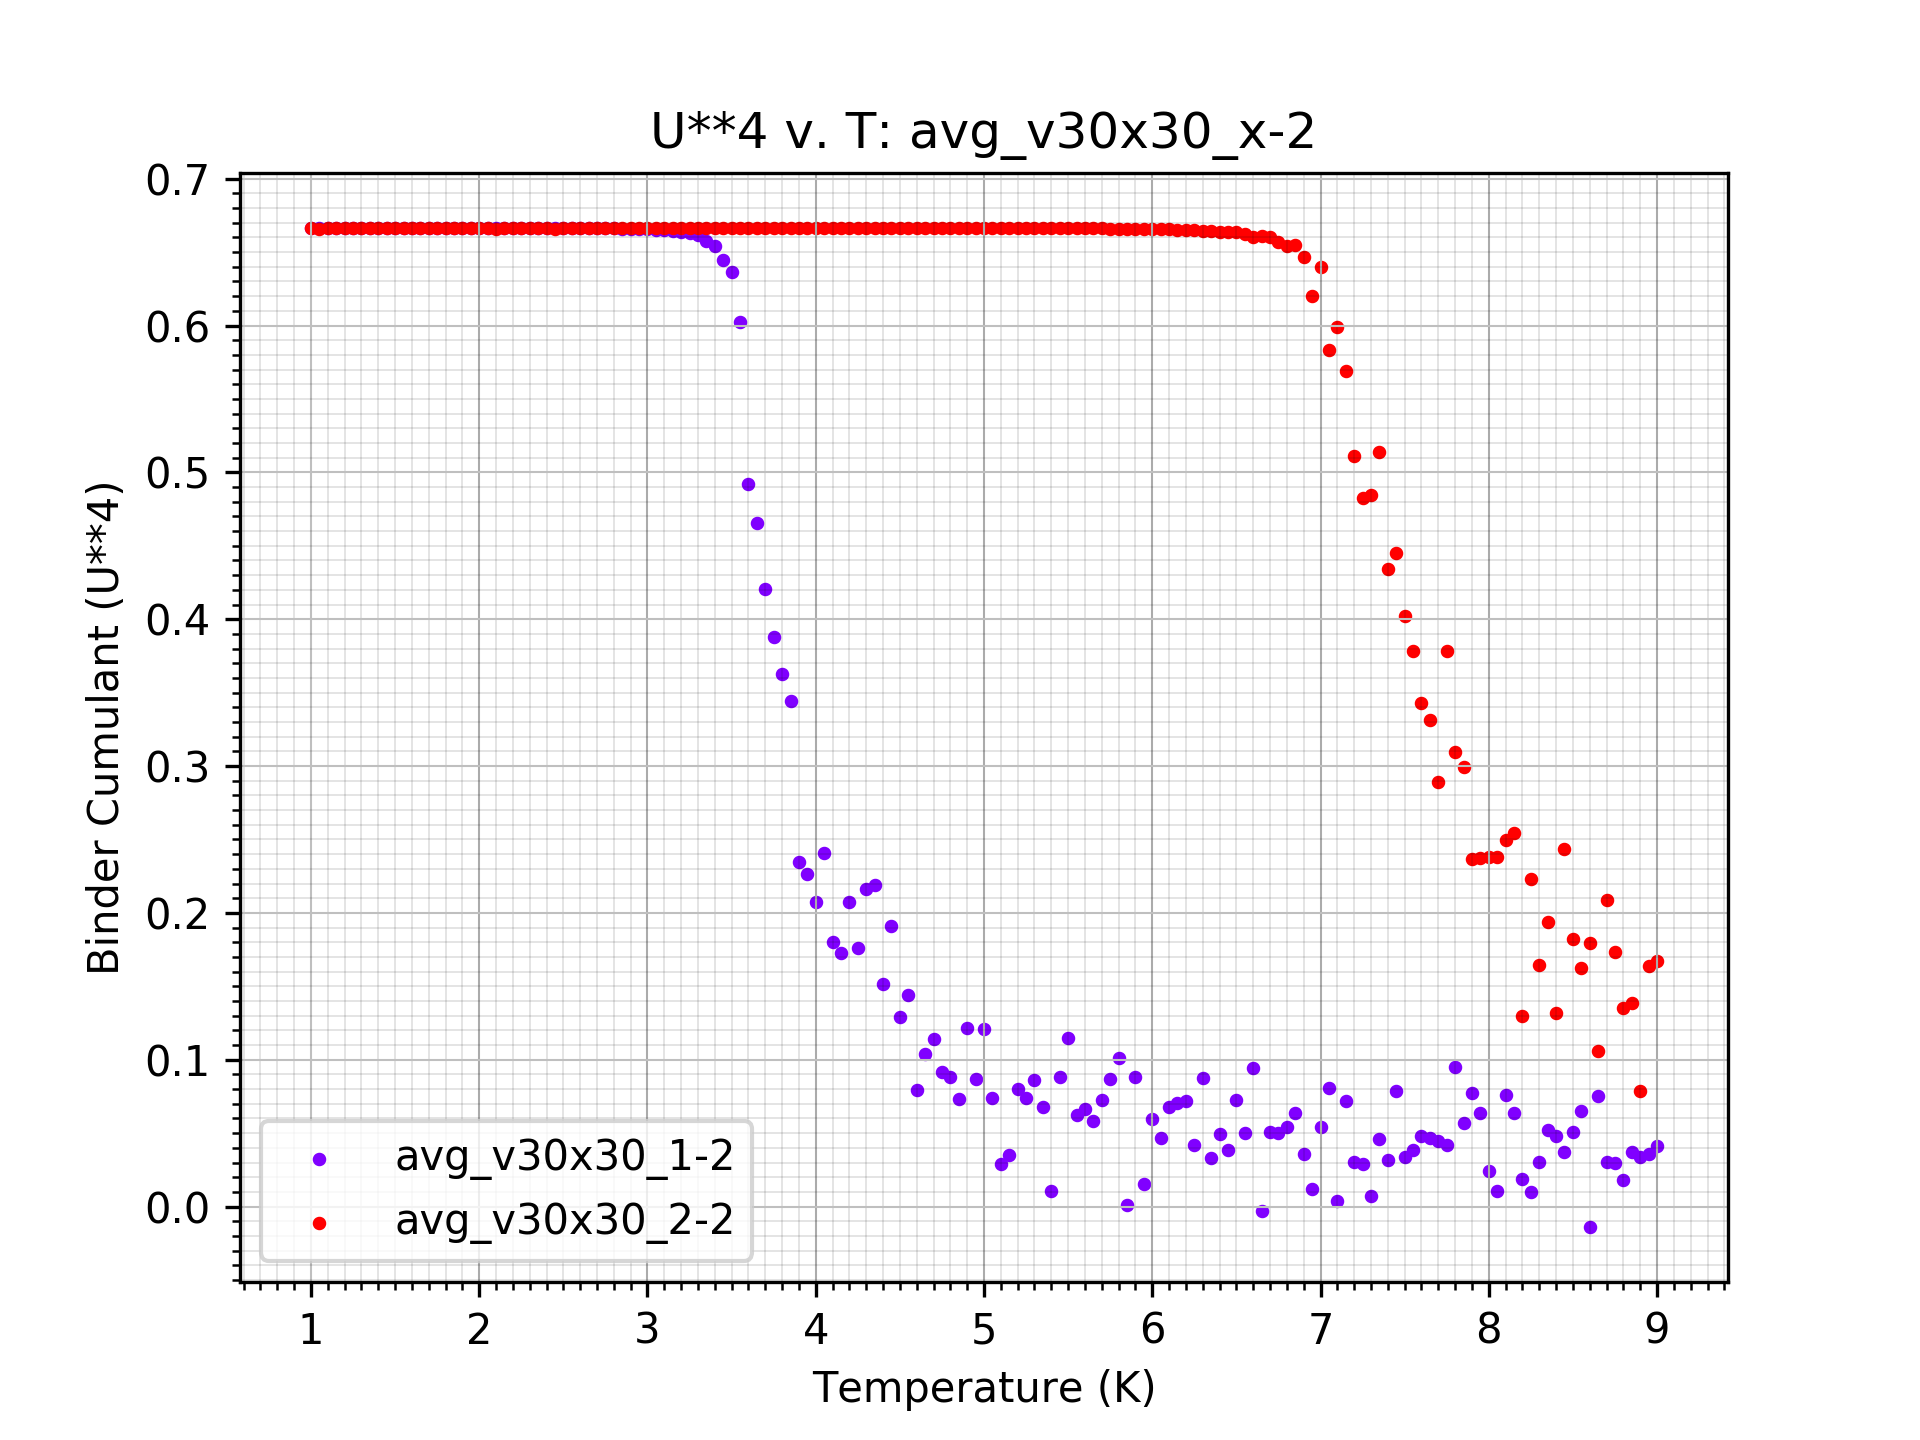 U**4 v. T: avg_v30x30_x-2
Binder Cumulant (U**4)
0.7
0.6
0.5
0.4
0.3
0.2
0.1
0.0
avg_v30x30_1-2
avg_v30x30_2-2
1 2 3 4 5 6 7 8 9
Temperature (K)